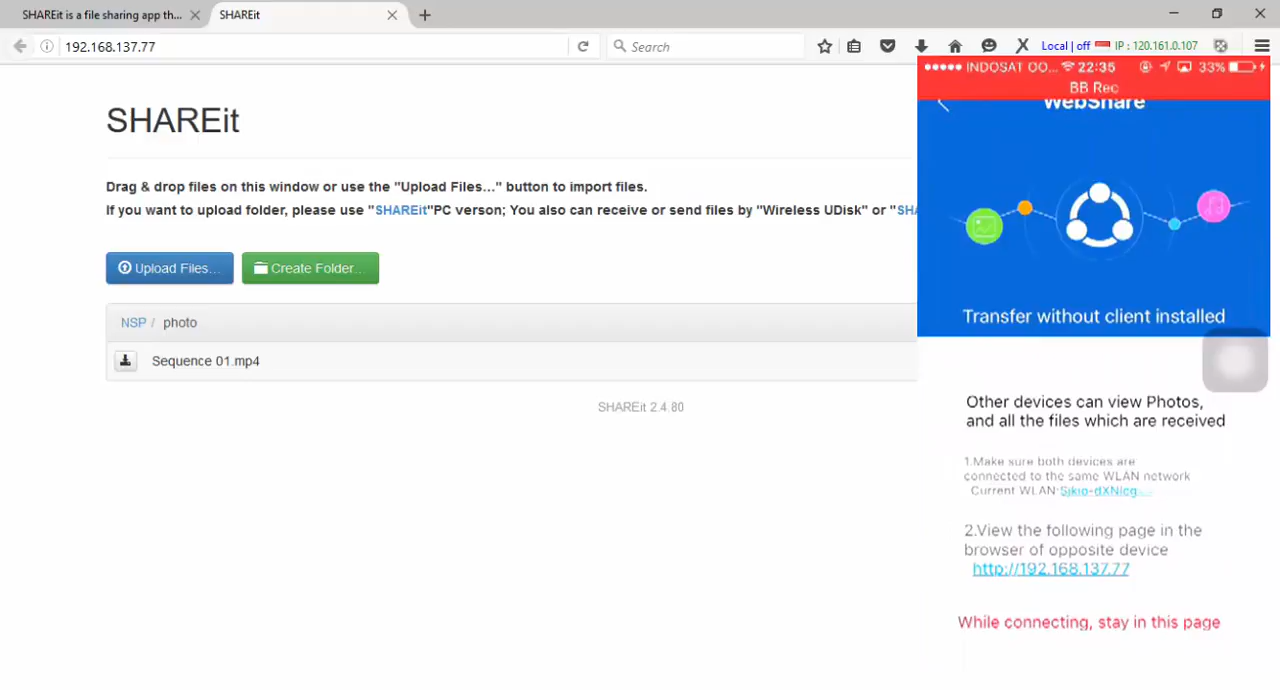 SHAREit is a file sharing app th...
SHAREit
192.168.137.77
Search
Local | off
IP : 120.161.0.107
SHAREit
Drag & drop files on this window or use the "Upload Files..." button to import files.
If you want to upload folder, please use "SHAREit"PC verson; You also can receive or send files by "Wireless UDisk" or "SHA
Upload Files...
Create Folder...
NSP / photo
Sequence 01.mp4
SHAREit 2.4.80
INDOSAT OO... 22:35 33%
BB Rec
WebShare
Transfer without client installed
Other devices can view Photos,
and all the files which are received
1.Make sure both devices are
connected to the same WLAN network
Current WLAN:
2.View the following page in the
browser of opposite device
http://192.168.137.77
While connecting, stay in this page